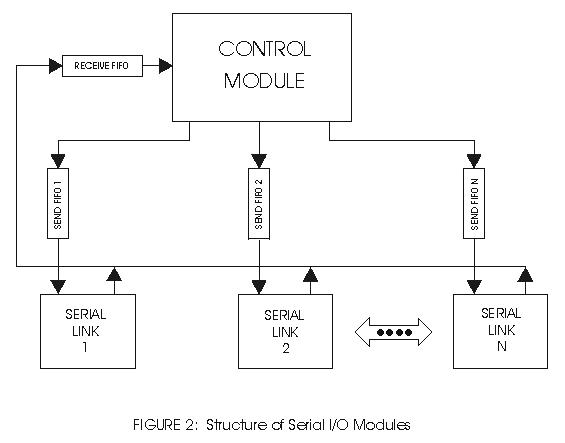 CONTROL
MODULE
RECEIVE FIFO
SEND FIFO 1
SEND FIFO 2
SEND FIFO N
SERIAL
LINK
1
SERIAL
LINK
2
SERIAL
LINK
N
FIGURE 2: Structure of Serial I/O Modules